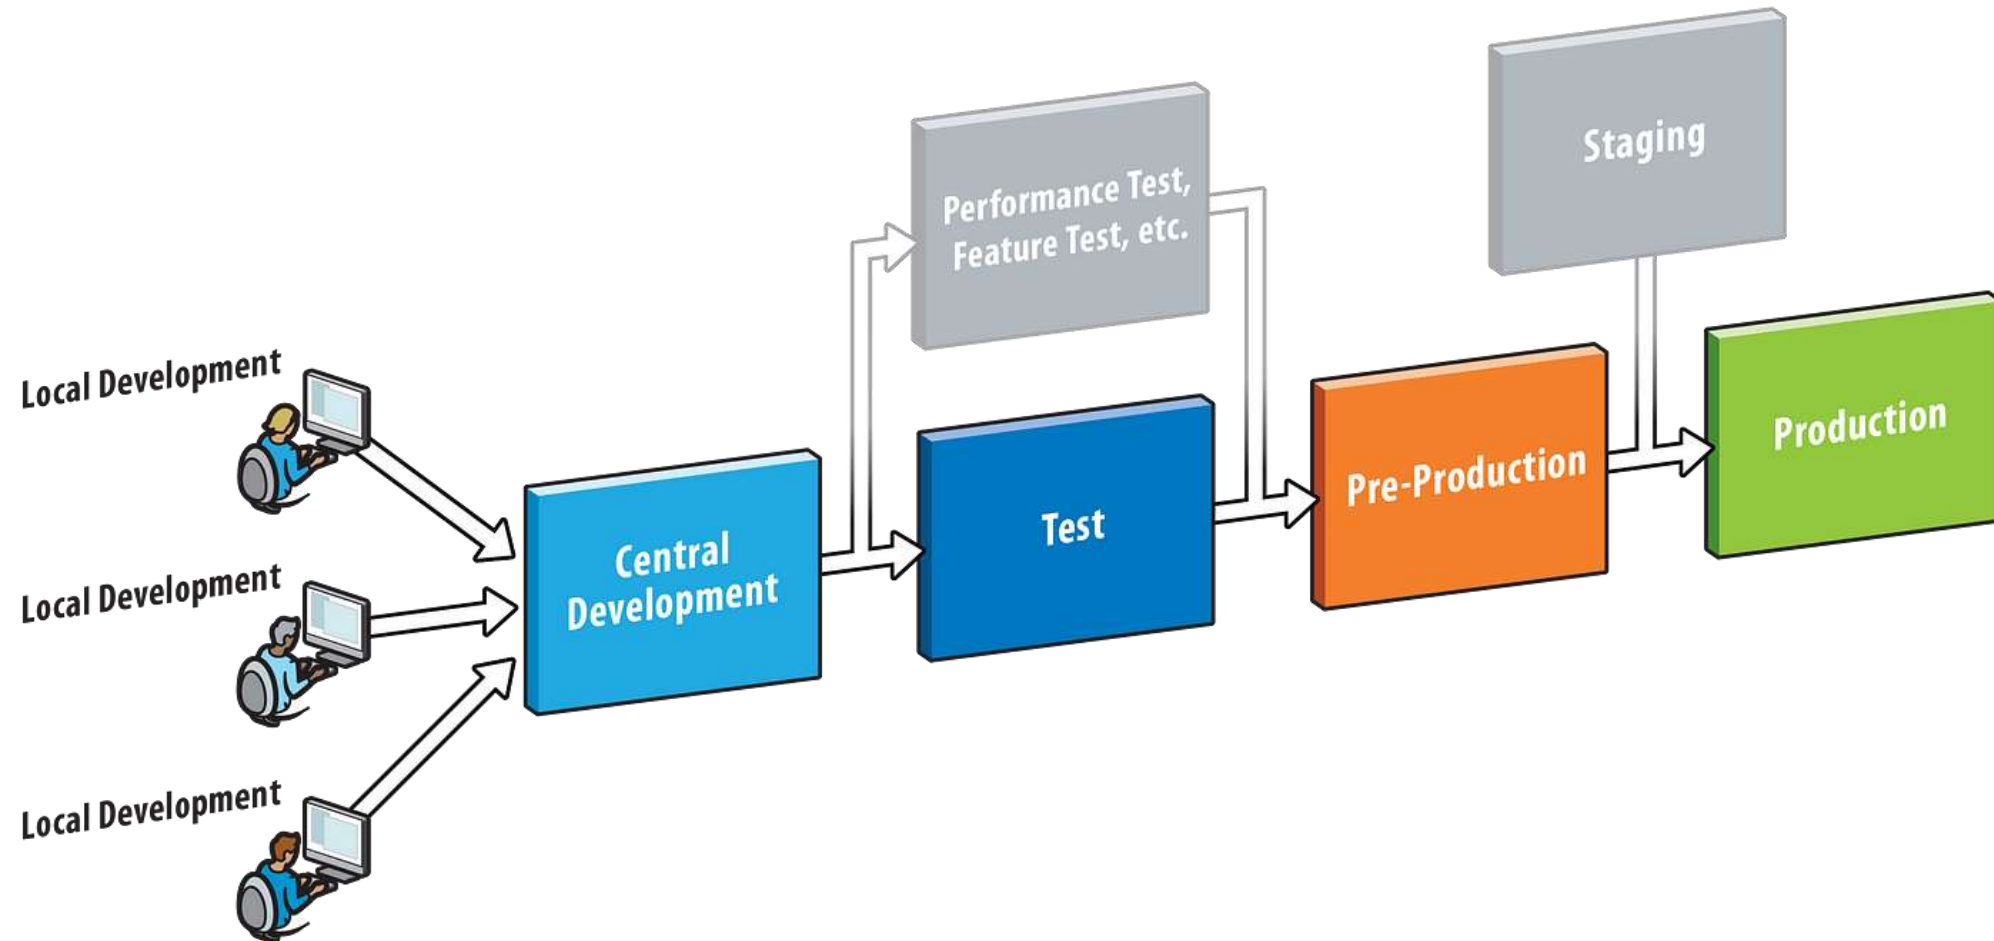 Local Development
Local Development
Local Development
Central
Development
Performance Test,
Feature Test, etc.
Test
Pre-Production
Staging
Production